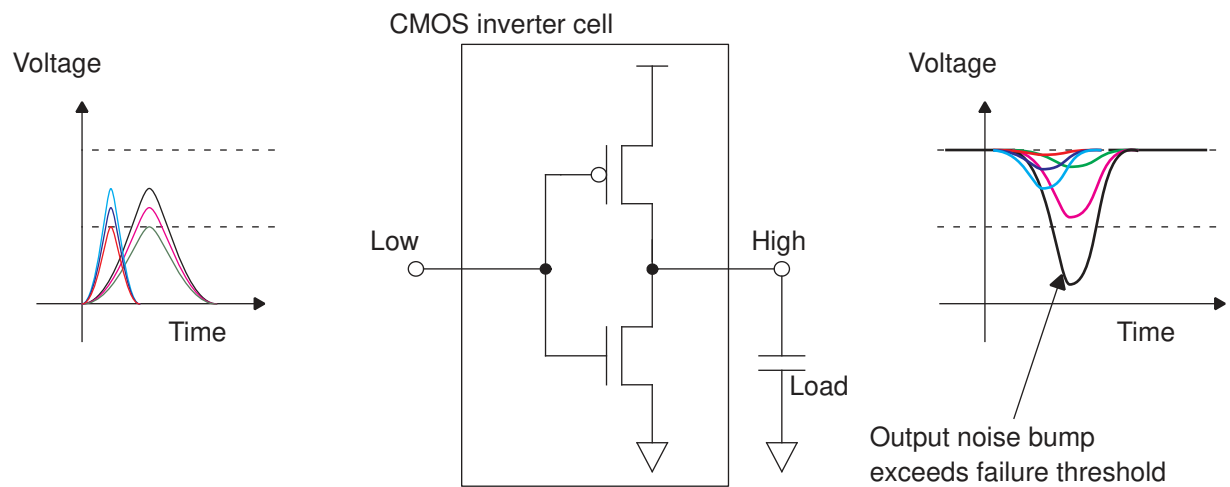 CMOS inverter cell
Voltage
Voltage
Low
High
Time
Time
Load
Output noise bump
exceeds failure threshold